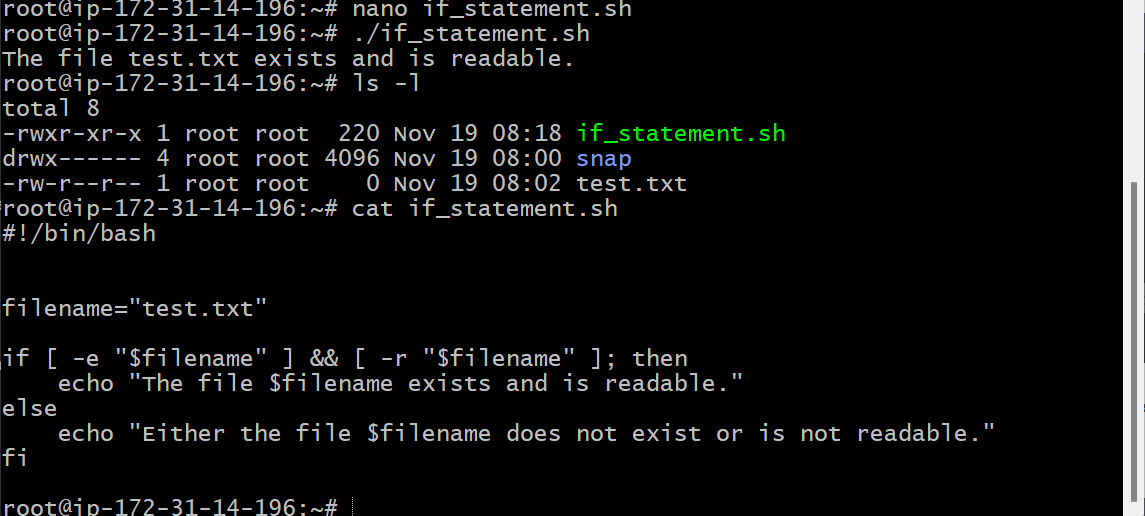 root@ip-172-31-14-196:~# nano if_statement.sh
root@ip-172-31-14-196:~# ./if_statement.sh
The file test.txt exists and is readable.
root@ip-172-31-14-196:~# ls -l
total 8
-rwxr-xr-x 1 root root  220 Nov 19 08:18 if_statement.sh
drwx------ 4 root root 4096 Nov 19 08:00 snap
-rw-r--r-- 1 root root    0 Nov 19 08:02 test.txt
root@ip-172-31-14-196:~# cat if_statement.sh
#!/bin/bash
filename="test.txt"
if [ -e "$filename" ] && [ -r "$filename" ]; then
    echo "The file $filename exists and is readable."
else
    echo "Either the file $filename does not exist or is not readable."
fi
root@ip-172-31-14-196:~#